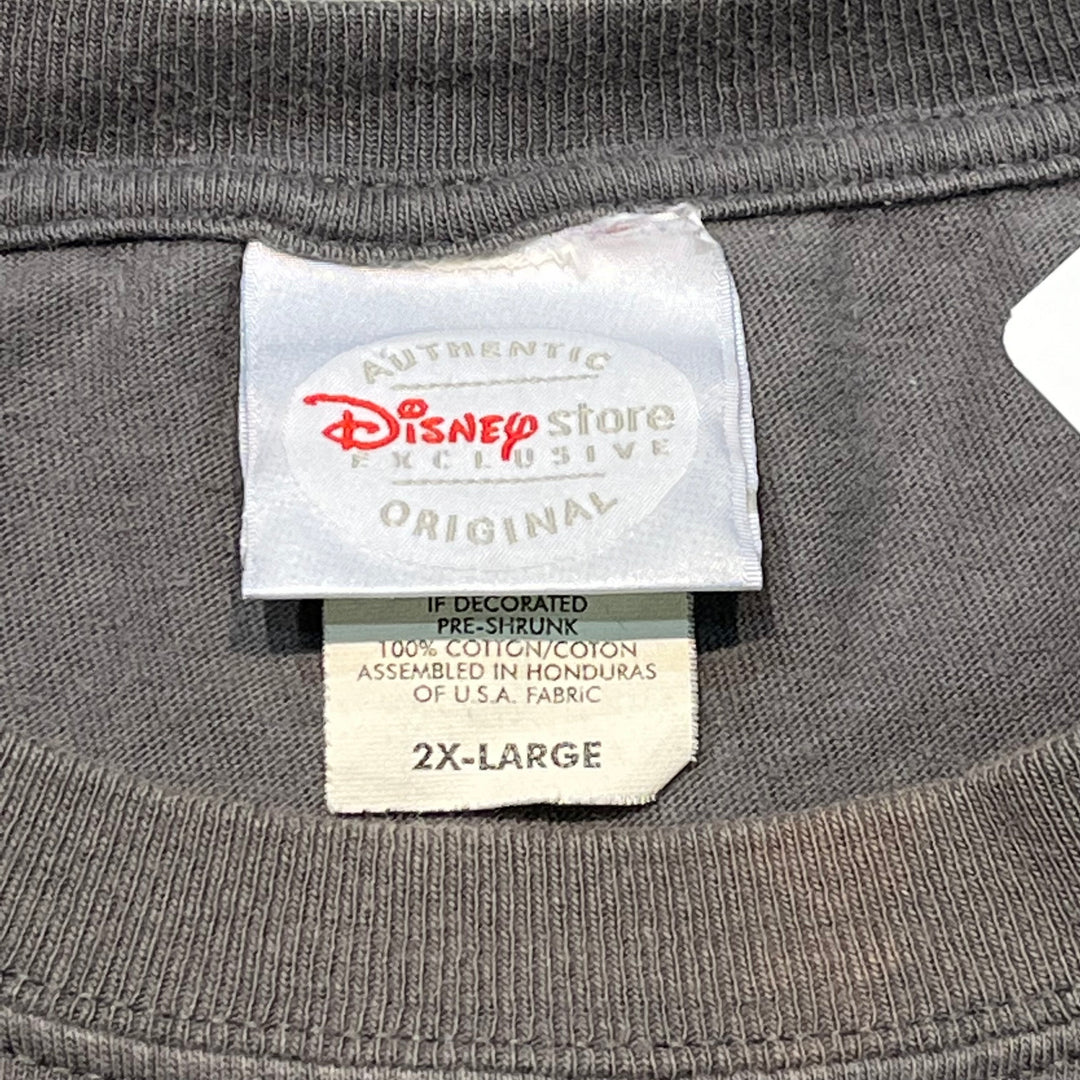 AUTHENTIC
Disney store
EXCLUSIVE
ORIGINAL
IF DECORATED
PRE-SHRUNK
100% COTTON/COTON
ASSEMBLED IN HONDURAS
OF U.S.A. FABRIC
2X-LARGE